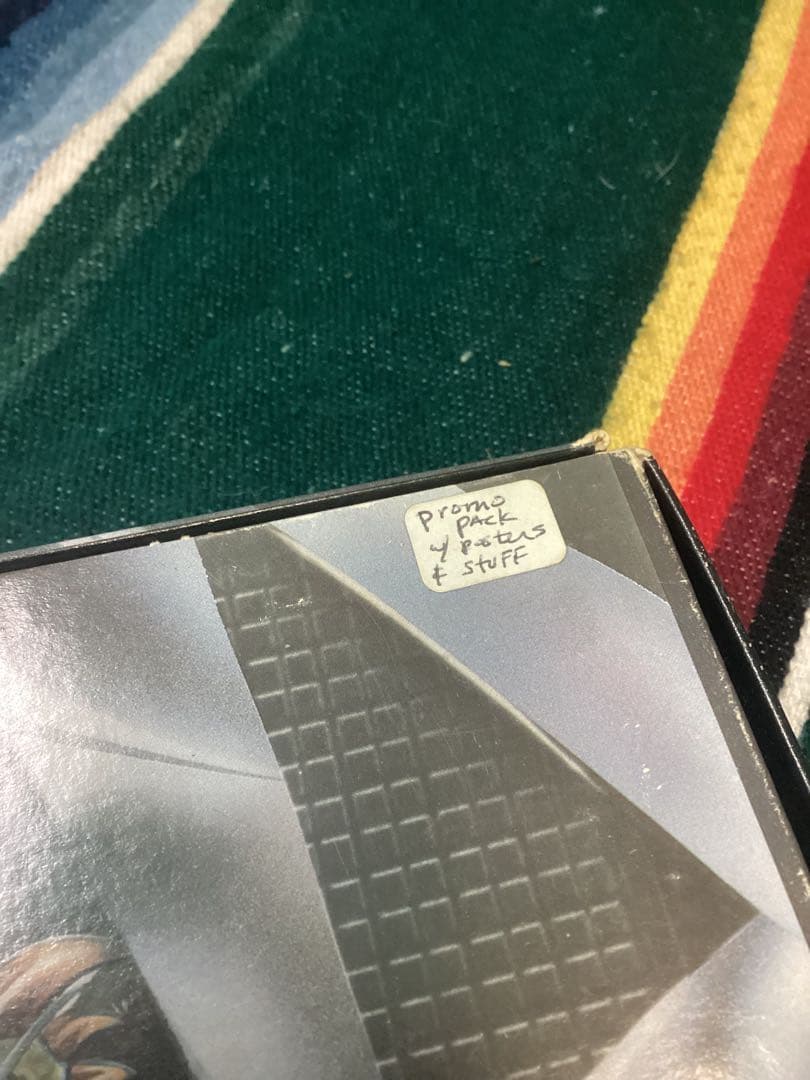 promo
pack
w/ posters
& stuff